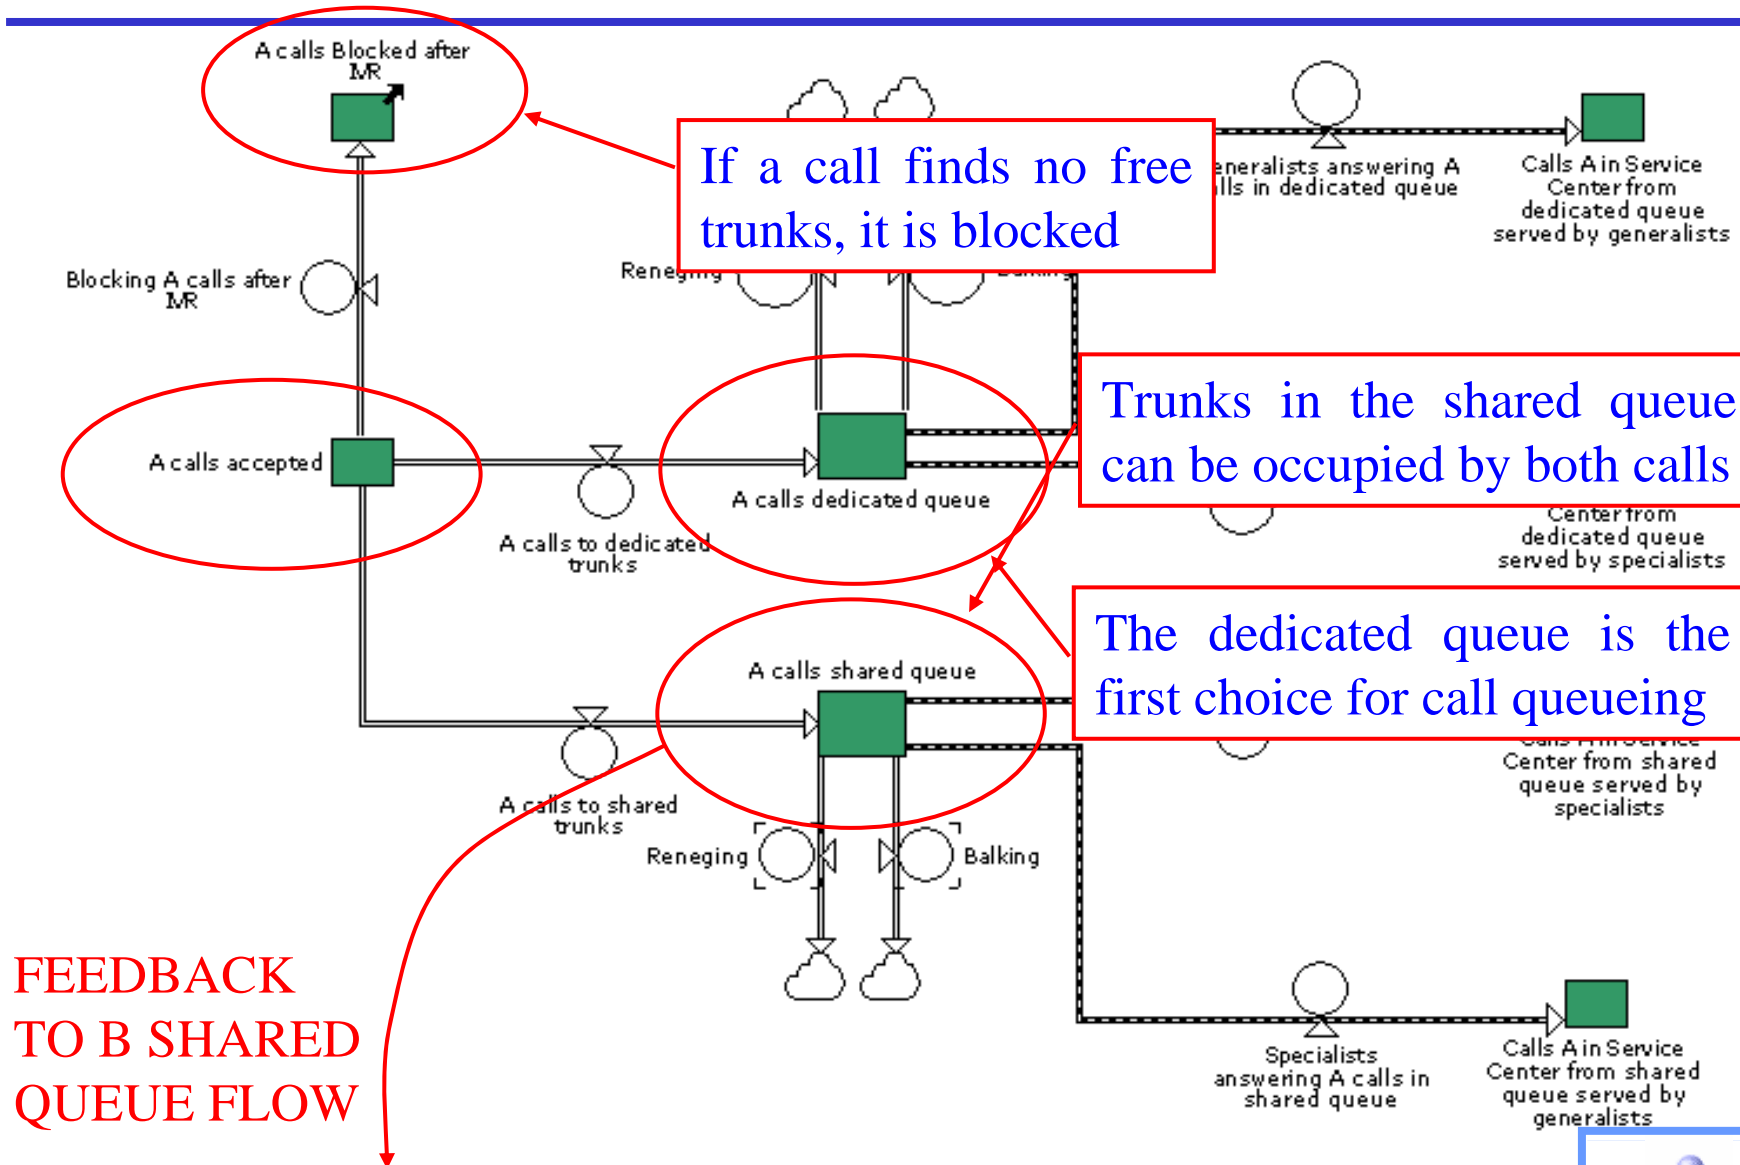 A calls Blocked after
IVR
If a call finds no free
trunks, it is blocked
answering A
in dedicated queue
Calls A in Service
Center from
dedicated queue
served by generalists
Blocking A calls after
IVR
Reneging
Trunks in the shared queue
can be occupied by both calls
A calls accepted
A calls dedicated queue
A calls to dedicated
trunks
Center from
dedicated queue
served by specialists
The dedicated queue is the
first choice for call queueing
A calls shared queue
A calls to shared
trunks
Center from shared
queue served by
specialists
Reneging
Balking
FEEDBACK
TO B SHARED
QUEUE FLOW
Specialists
answering A calls in
shared queue
Calls A in Service
Center from shared
queue served by
generalists